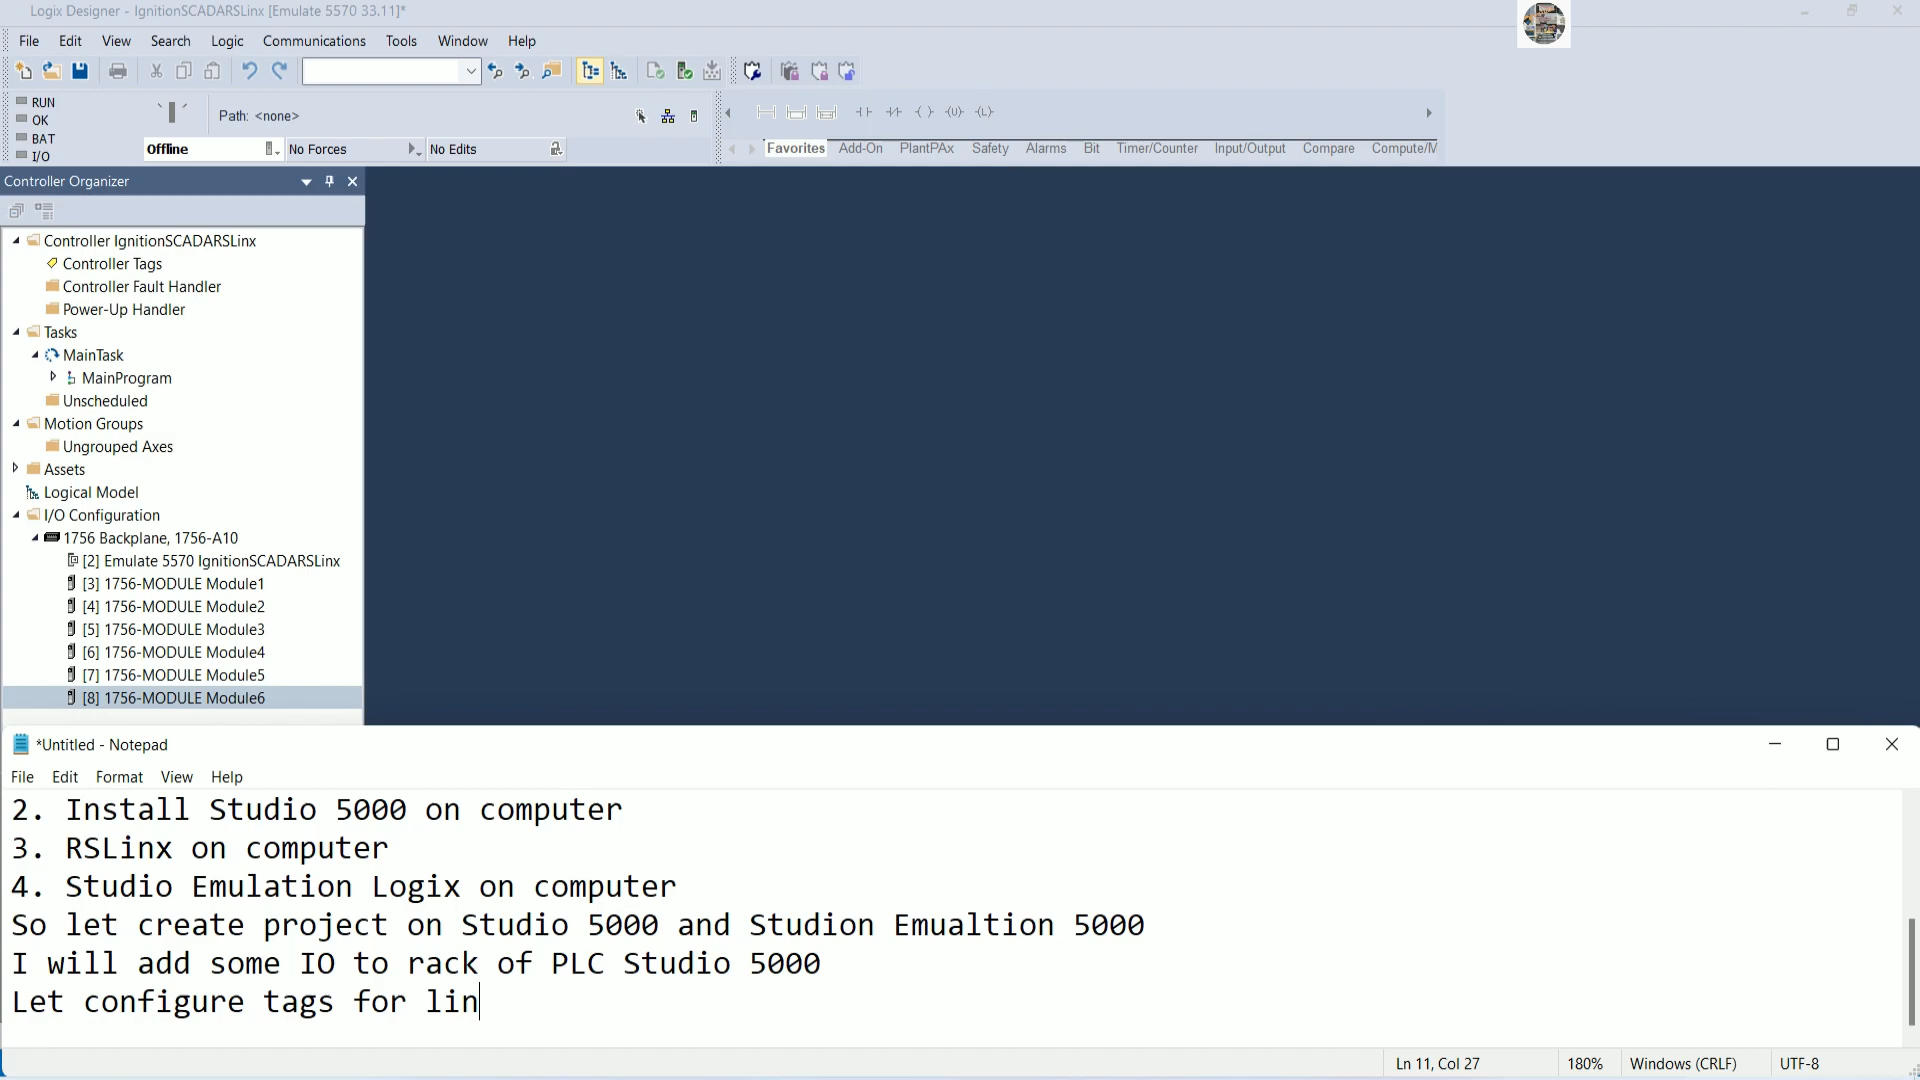 Logix Designer - IgnitionSCADARSLinx [Emulate 5570 33.11]*
File Edit View Search Logic Communications Tools Window Help
RUN
OK
BAT
I/O
Path: <none>
Offline No Forces No Edits
Favorites Add-On PlantPAx Safety Alarms Bit Timer/Counter Input/Output Compare Compute/M
Controller Organizer
Controller IgnitionSCADARSLinx
Controller Tags
Controller Fault Handler
Power-Up Handler
Tasks
MainTask
MainProgram
Unscheduled
Motion Groups
Ungrouped Axes
Assets
Logical Model
I/O Configuration
1756 Backplane, 1756-A10
[2] Emulate 5570 IgnitionSCADARSLinx
[3] 1756-MODULE Module1
[4] 1756-MODULE Module2
[5] 1756-MODULE Module3
[6] 1756-MODULE Module4
[7] 1756-MODULE Module5
[8] 1756-MODULE Module6
*Untitled - Notepad
File Edit Format View Help
2. Install Studio 5000 on computer
3. RSLinx on computer
4. Studio Emulation Logix on computer
So let create project on Studio 5000 and Studion Emualtion 5000
I will add some IO to rack of PLC Studio 5000
Let configure tags for lin
Ln 11, Col 27 180% Windows (CRLF) UTF-8